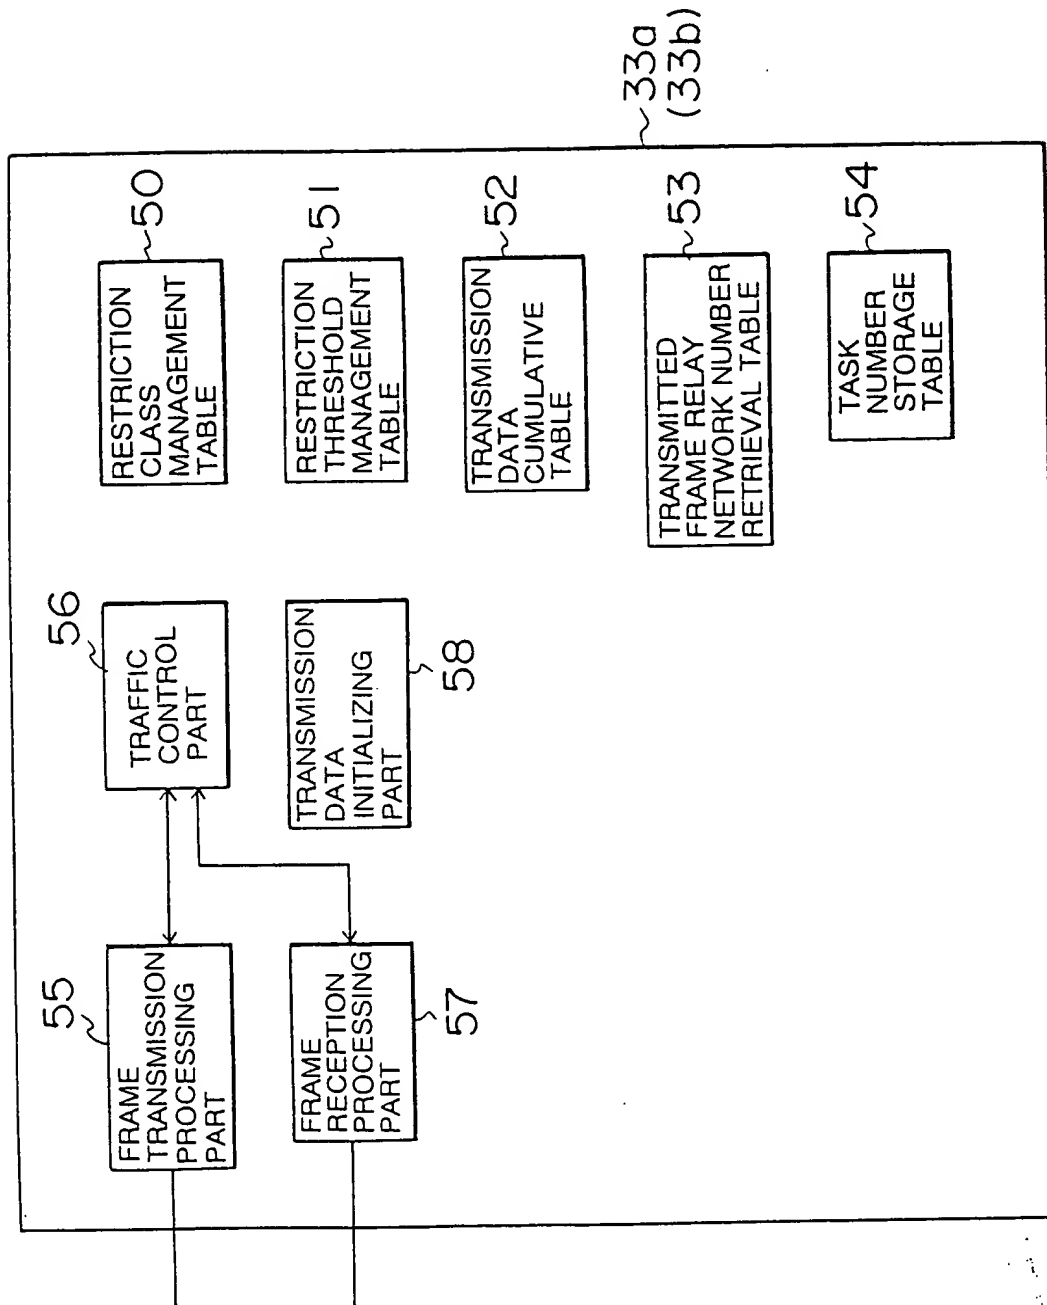 33a
(33b)
RESTRICTION
CLASS
MANAGEMENT
TABLE
50
RESTRICTION
THRESHOLD
MANAGEMENT
TABLE
51
TRANSMISSION
DATA
CUMULATIVE
TABLE
52
TRANSMITTED
FRAME RELAY
NETWORK NUMBER
RETRIEVAL TABLE
53
TASK
NUMBER
STORAGE
TABLE
54
56
TRAFFIC
CONTROL
PART
TRANSMISSION
DATA
INITIALIZING
PART
58
55
FRAME
TRANSMISSION
PROCESSING
PART
FRAME
RECEPTION
PROCESSING
PART
57